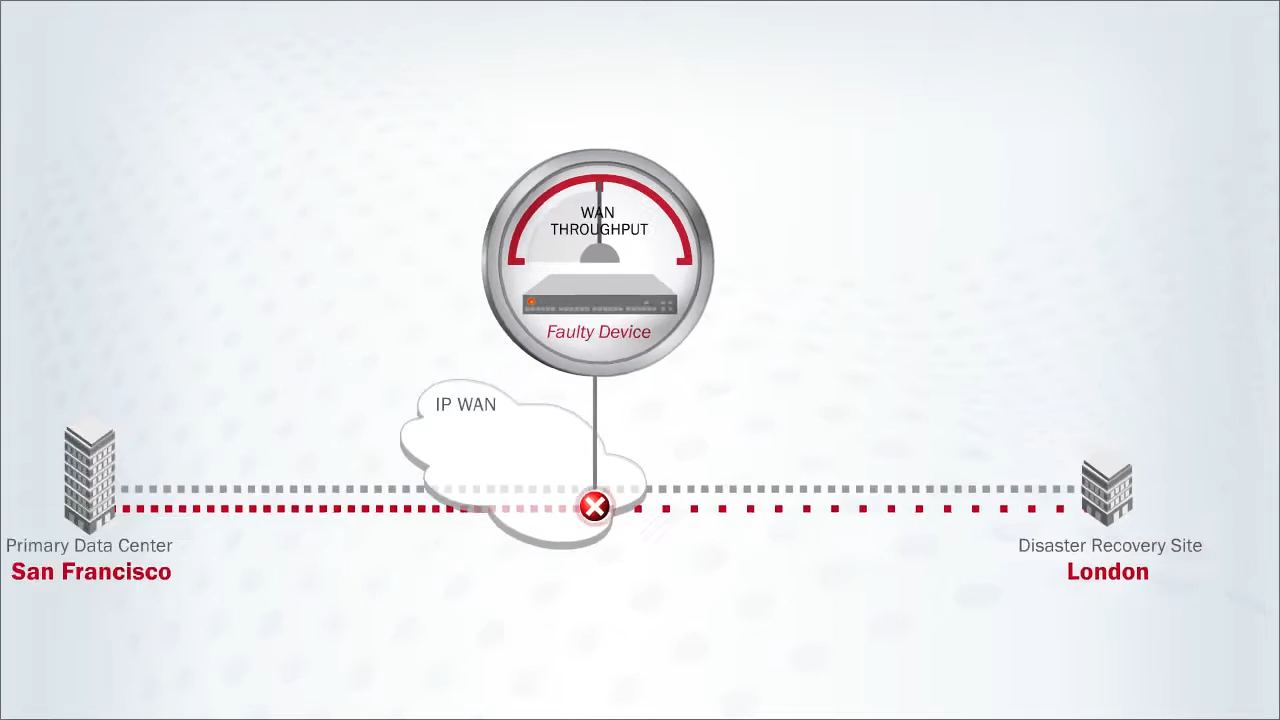 WAN
THROUGHPUT
Faulty Device
IP WAN
Primary Data Center
San Francisco
Disaster Recovery Site
London